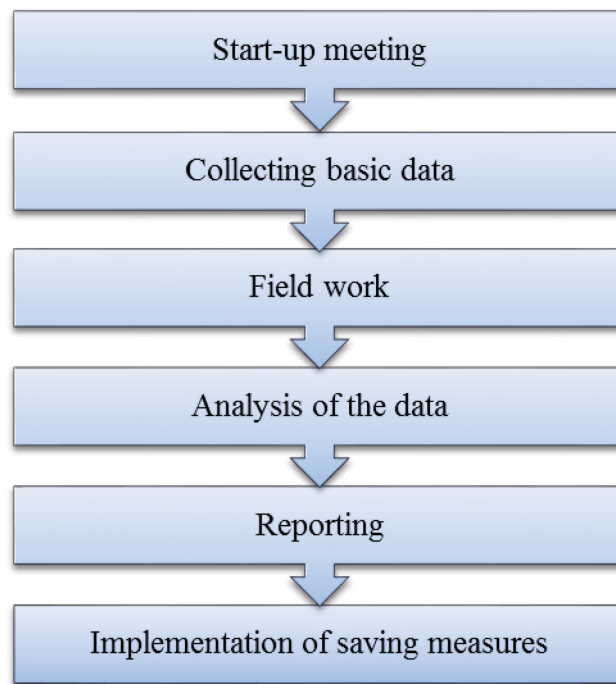 Start-up meeting
Collecting basic data
Field work
Analysis of the data
Reporting
Implementation of saving measures